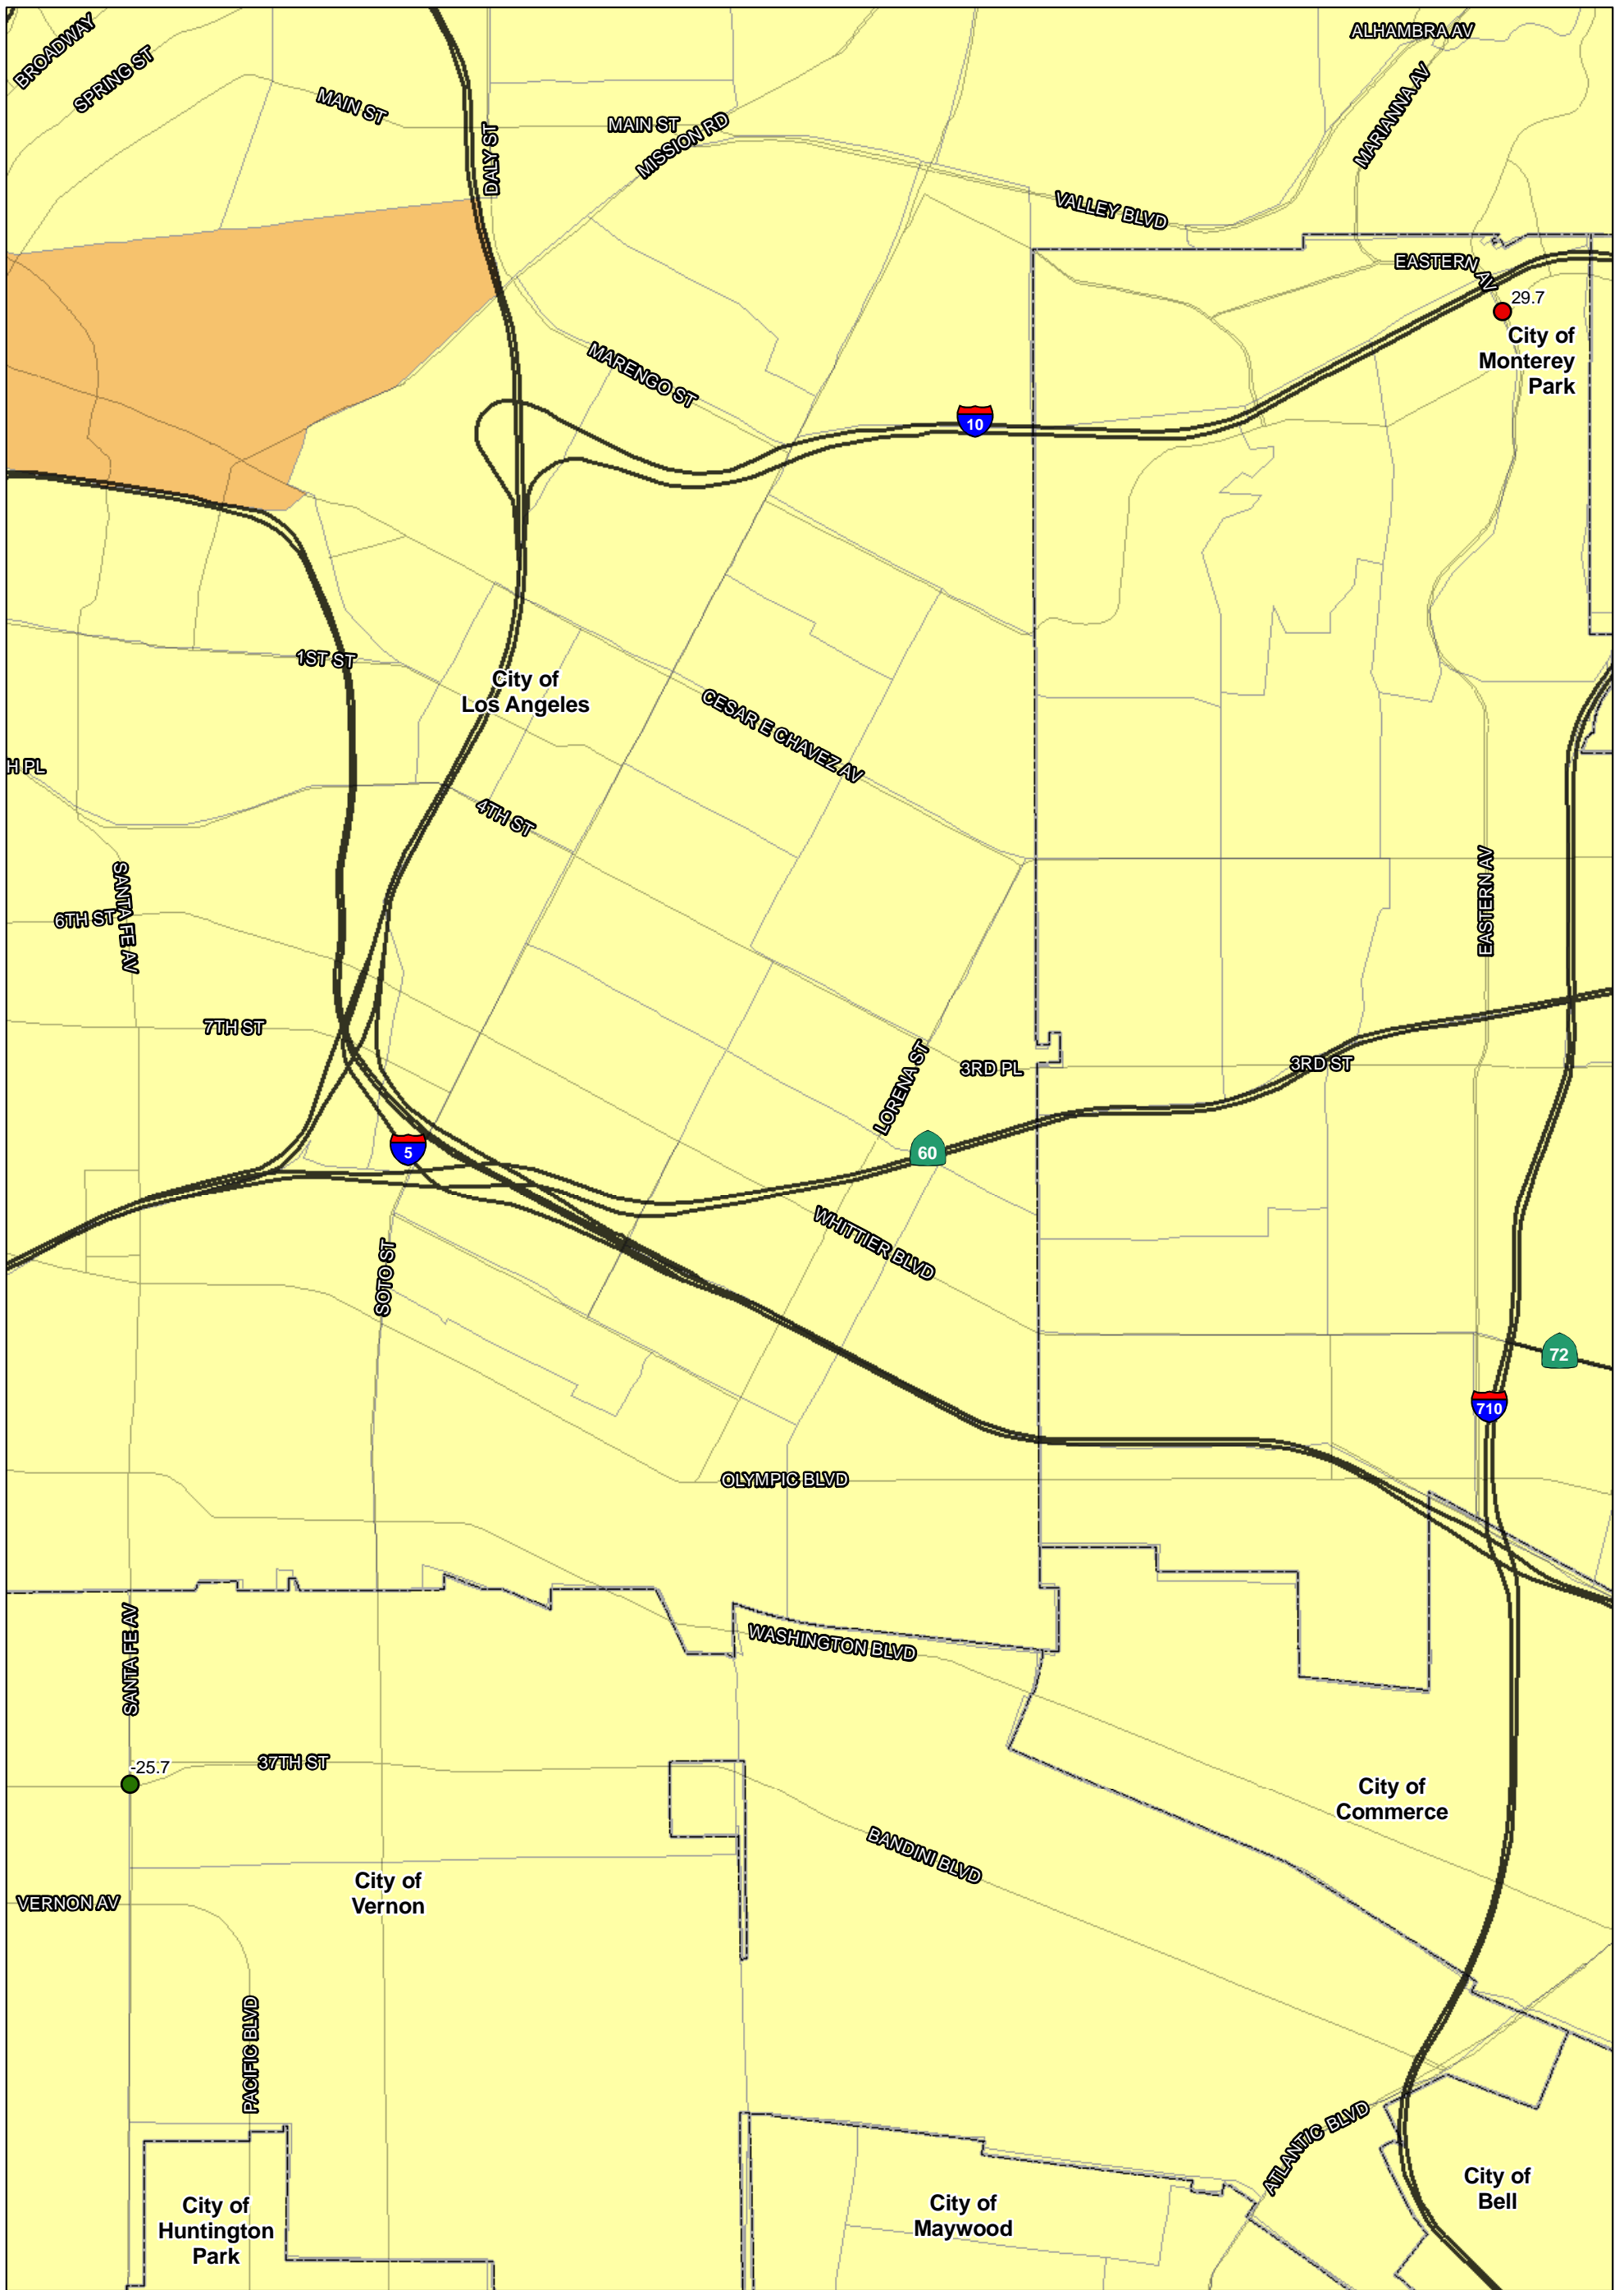 BROADWAY
SPRING ST
MAIN ST
DALY ST
MAIN ST
MISSION RD
ALHAMBRA AV
MARIANNA AV
VALLEY BLVD
EASTERN AV
29.7
City of
Monterey
Park
MARENGO ST
10
1ST ST
City of
Los Angeles
CESAR E CHAVEZ AV
H PL
4TH ST
SANTA FE AV
6TH ST
EASTERN AV
7TH ST
LORENA ST
3RD PL
3RD ST
5
60
WHITTIER BLVD
SOTO ST
72
710
OLYMPIC BLVD
SANTA FE AV
WASHINGTON BLVD
-25.7
37TH ST
City of
Commerce
BANDINI BLVD
City of
Vernon
VERNON AV
PACIFIC BLVD
ATLANTIC BLVD
City of
Huntington
Park
City of
Maywood
City of
Bell